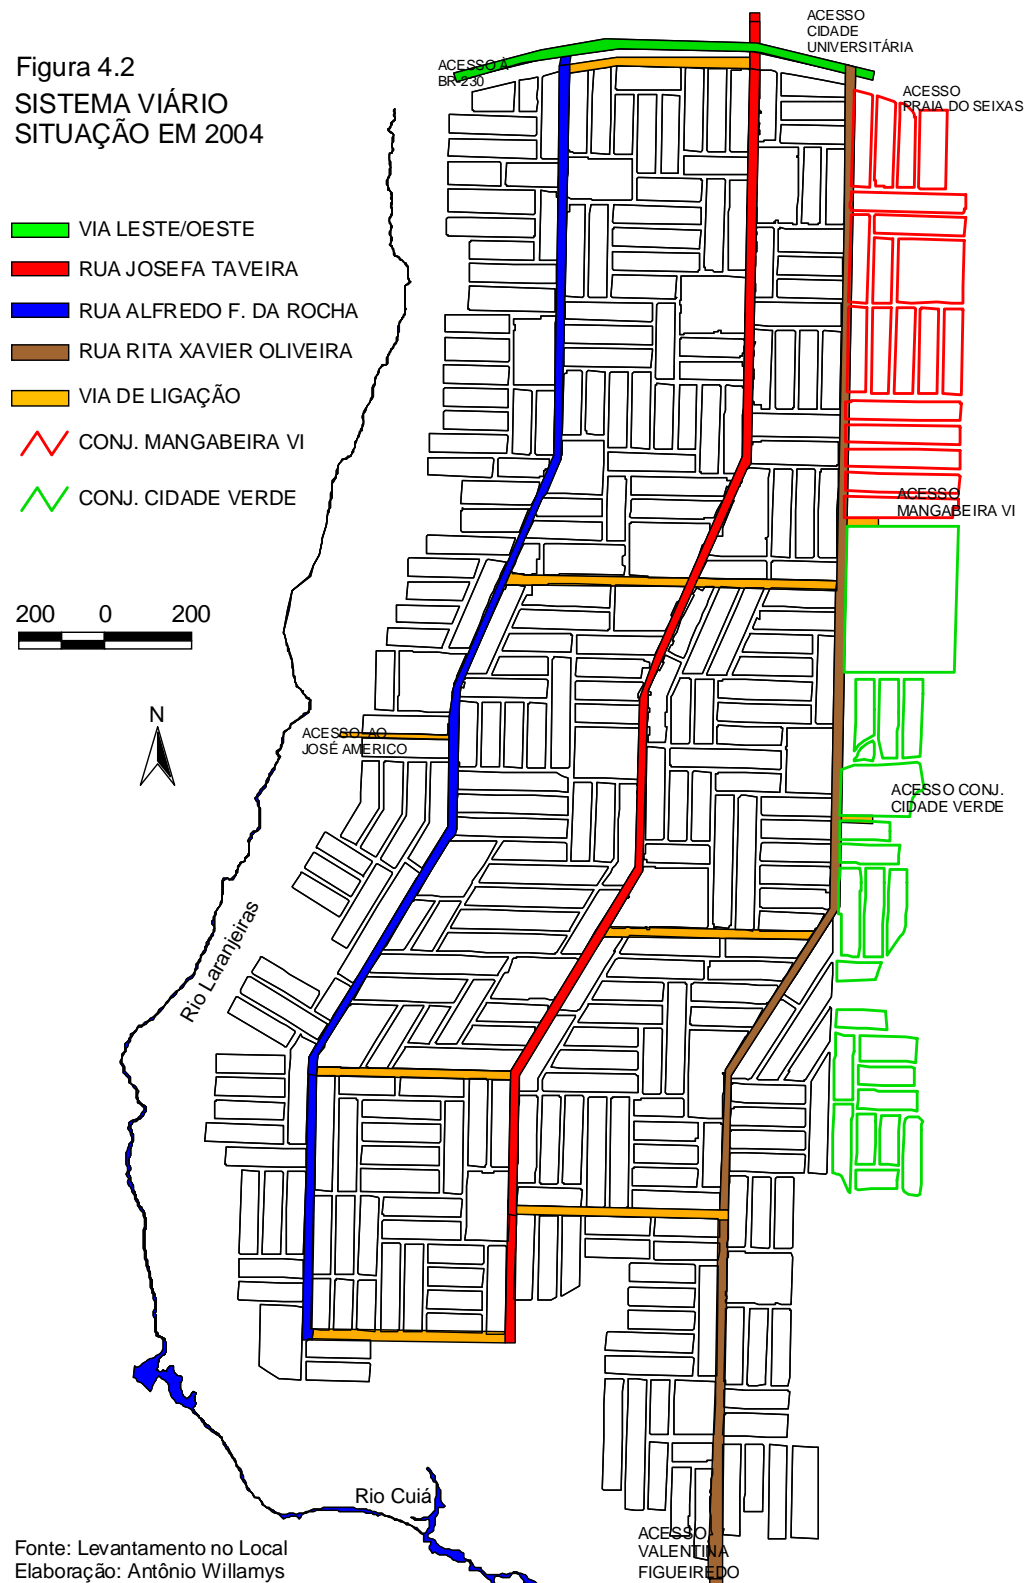 Figura 4.2
SISTEMA VIÁRIO
SITUAÇÃO EM 2004
ACESSO
CIDADE
UNIVERSITÁRIA
ACESSO À
BR-230
ACESSO
PRAIA DO SEIXAS
VIA LESTE/OESTE
RUA JOSEFA TAVEIRA
RUA ALFREDO F. DA ROCHA
RUA RITA XAVIER OLIVEIRA
VIA DE LIGAÇÃO
CONJ. MANGABEIRA VI
CONJ. CIDADE VERDE
ACESSO
MANGABEIRA VI
200 0 200
N
ACESSO AO
JOSÉ AMERICO
ACESSO CONJ.
CIDADE VERDE
Rio Laranjeiras
Rio Cuiá
ACESSO
VALENTINA
FIGUEIREDO
Fonte: Levantamento no Local
Elaboração: Antônio Willamys